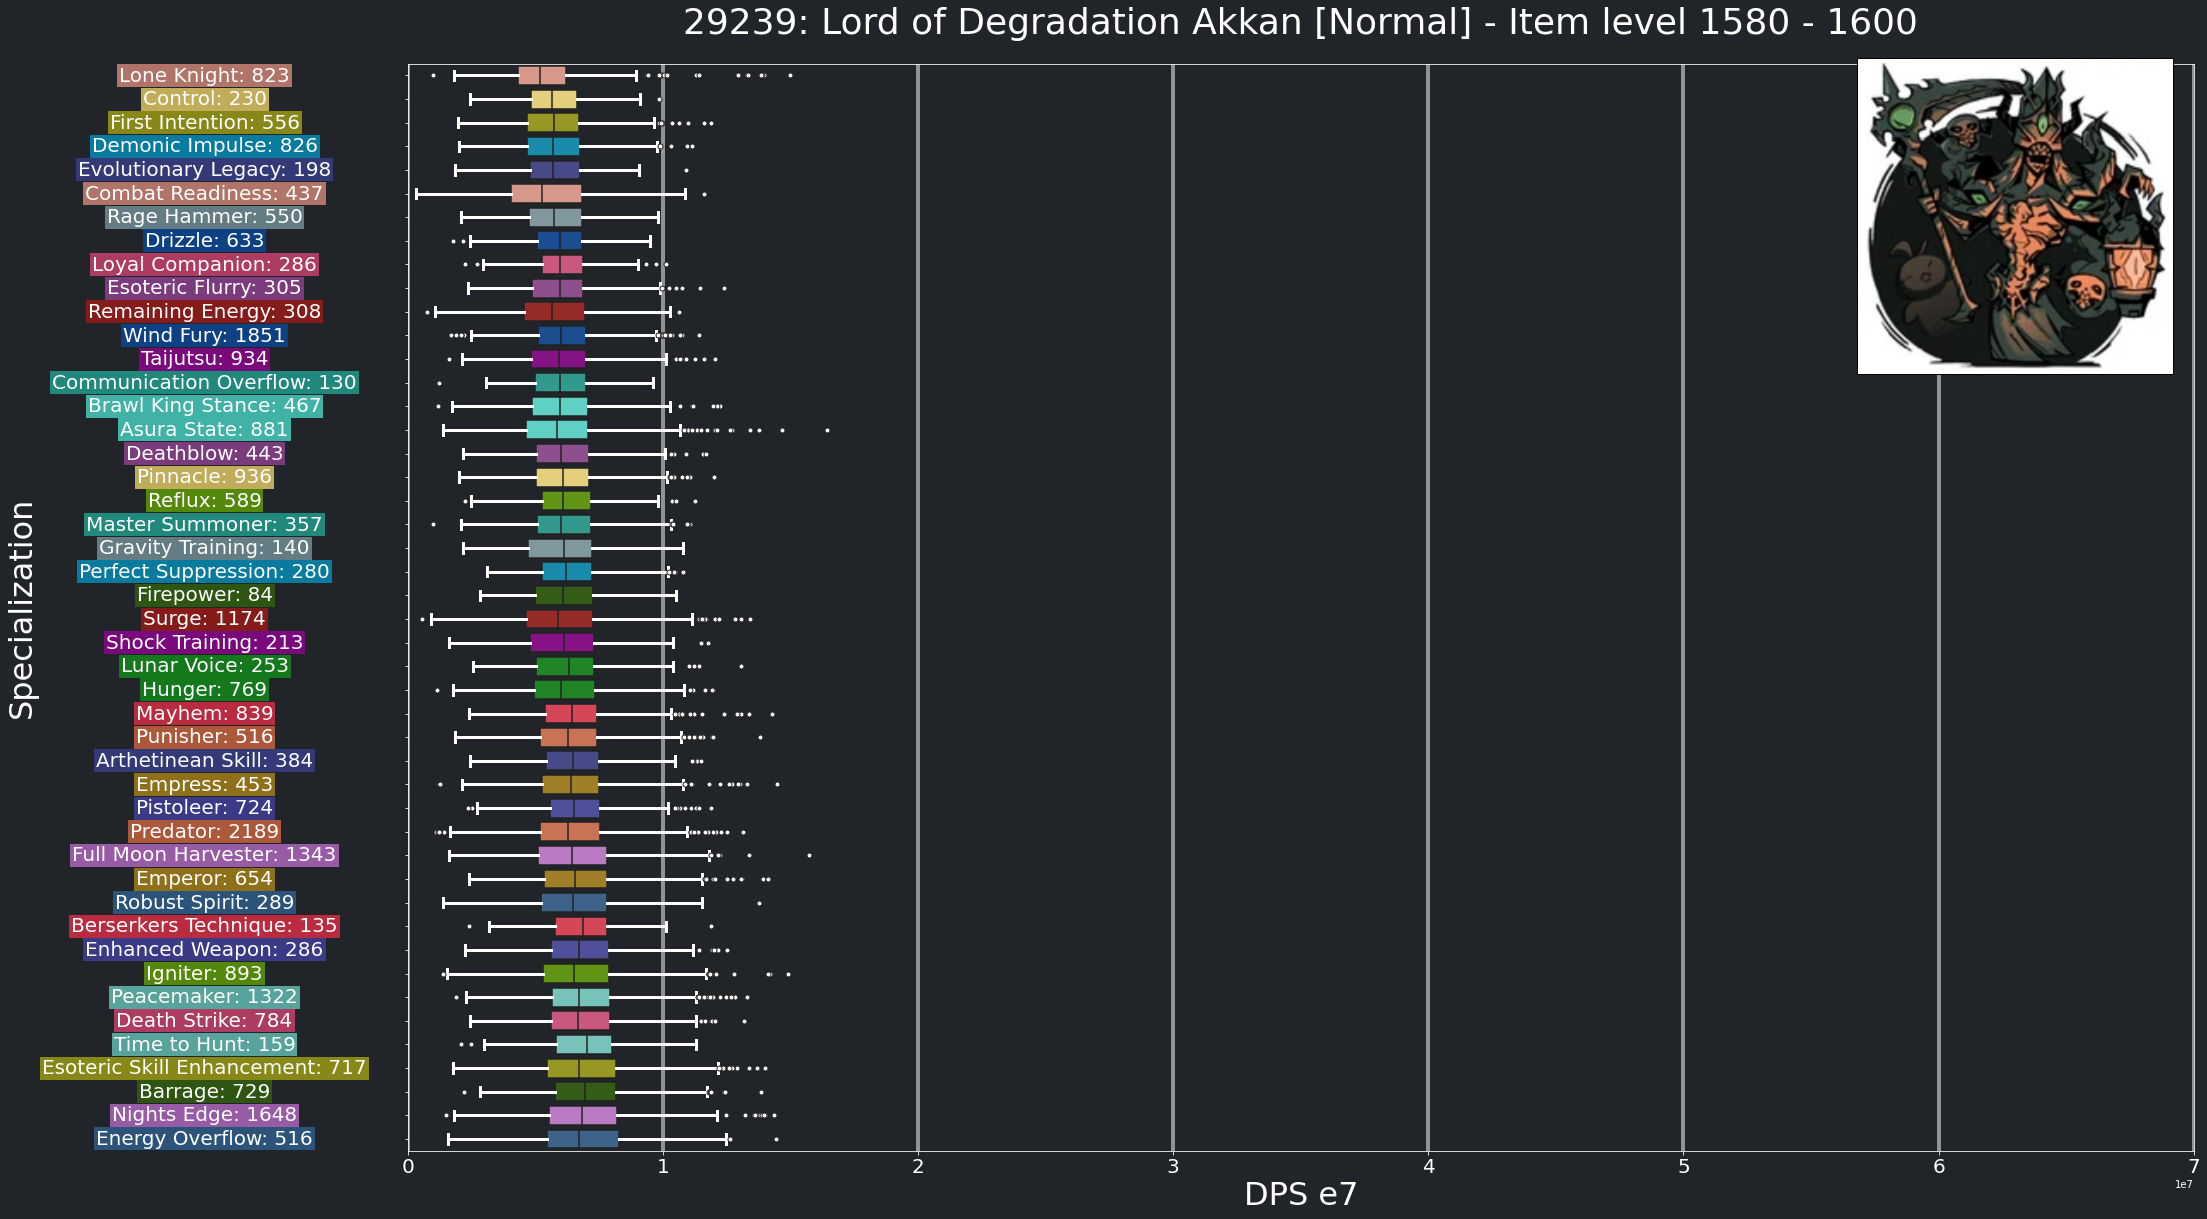 29239: Lord of Degradation Akkan [Normal] - Item level 1580 - 1600
Lone Knight: 823
Control: 230
First Intention: 556
Demonic Impulse: 826
Evolutionary Legacy: 198
Combat Readiness: 437
Rage Hammer: 550
Drizzle: 633
Loyal Companion: 286
Esoteric Flurry: 305
Remaining Energy: 308
Wind Fury: 1851
Taijutsu: 934
Communication Overflow: 130
Brawl King Stance: 467
Asura State: 881
Deathblow: 443
Pinnacle: 936
Reflux: 589
Master Summoner: 357
Gravity Training: 140
Perfect Suppression: 280
Firepower: 84
Surge: 1174
Shock Training: 213
Lunar Voice: 253
Hunger: 769
Mayhem: 839
Punisher: 516
Arthetinean Skill: 384
Empress: 453
Pistoleer: 724
Predator: 2189
Full Moon Harvester: 1343
Emperor: 654
Robust Spirit: 289
Berserkers Technique: 135
Enhanced Weapon: 286
Igniter: 893
Peacemaker: 1322
Death Strike: 784
Time to Hunt: 159
Esoteric Skill Enhancement: 717
Barrage: 729
Nights Edge: 1648
Energy Overflow: 516
Specialization
0 1 2 3 4 5 6 7
1e7
DPS e7